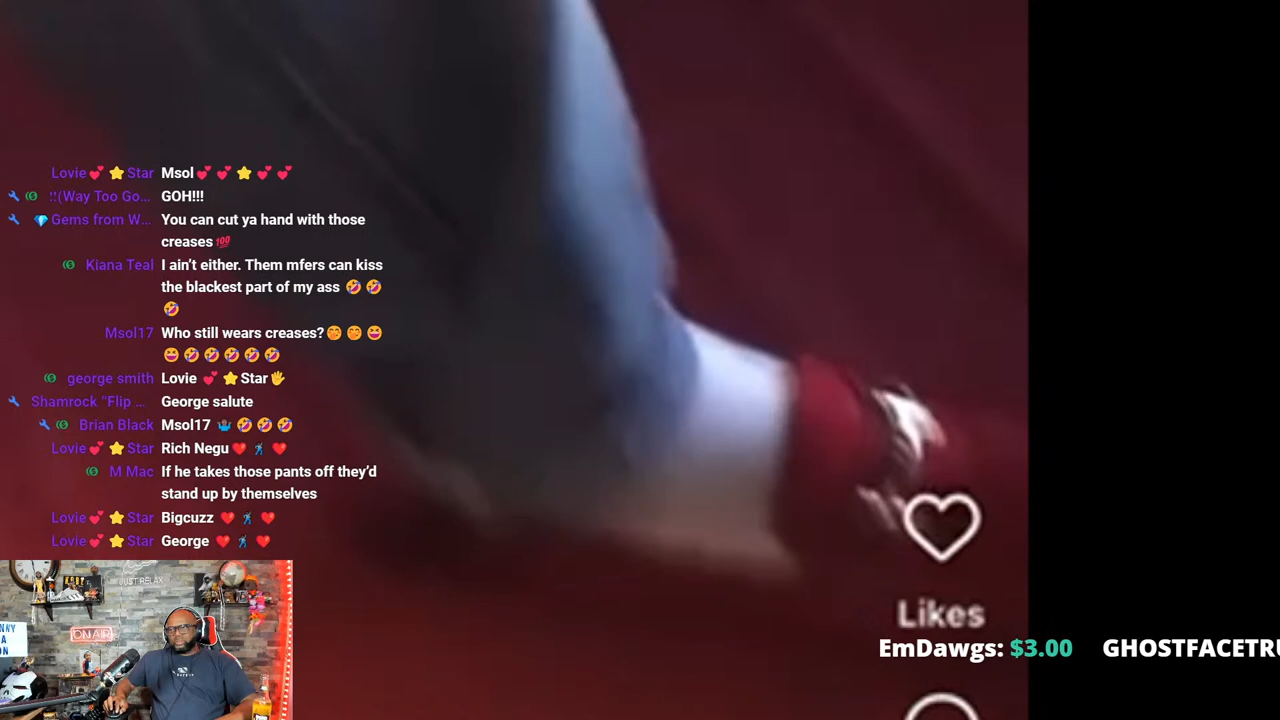 Lovie💕 ⭐Star Msol💕 💕 ⭐ 💕 💕
!!(Way Too Go... GOH!!!
💎Gems from W... You can cut ya hand with those
creases💯
Kiana Teal I ain't either. Them mfers can kiss
the blackest part of my ass 🤣 🤣
🤣
Msol17 Who still wears creases?🤭 🤭 😆
😆 🤣 🤣 🤣 🤣 🤣
george smith Lovie 💕 ⭐Star🖐
Shamrock "Flip ... George salute
Brian Black Msol17 🤷‍♂️ 🤣 🤣 🤣
Lovie💕 ⭐Star Rich Negu❤️ 🕺 ❤️
M Mac If he takes those pants off they'd
stand up by themselves
Lovie💕 ⭐Star Bigcuzz ❤️ 🕺 ❤️
Lovie💕 ⭐Star George ❤️ 🕺 ❤️
JUST RELAX
KOBY
ON AIR
Likes
EmDawgs: $3.00 GHOSTFACETRU